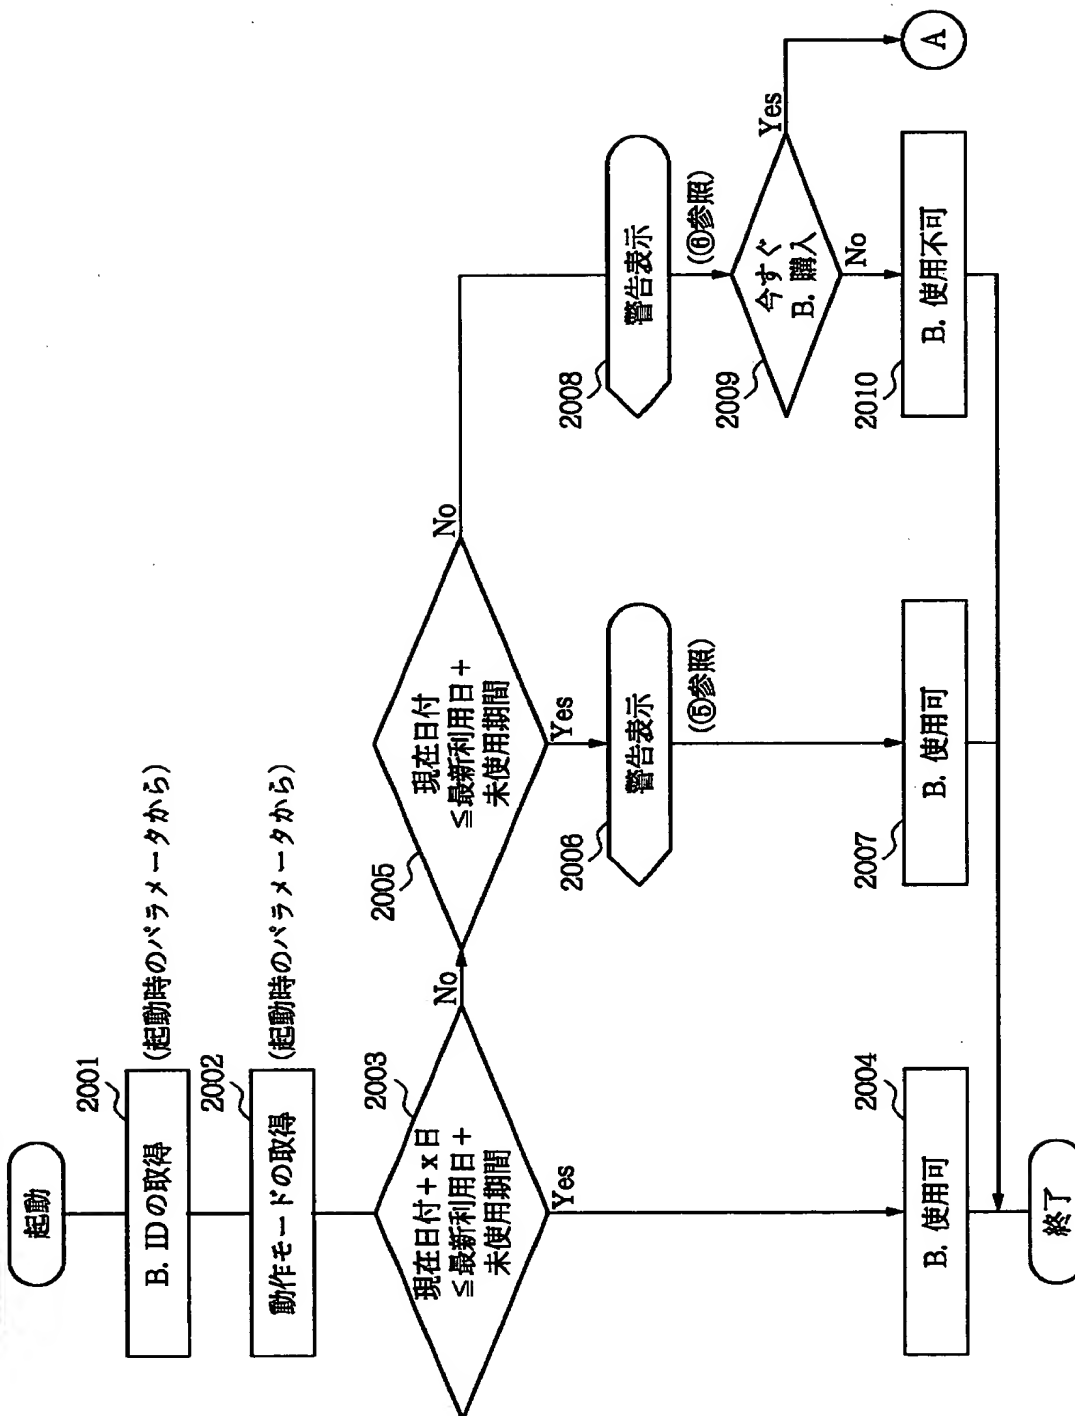 起動
2001
B. IDの取得
(起動時のパラメータから)
2002
動作モードの取得
(起動時のパラメータから)
2003
現在日付+x日
≦最新利用日+
未使用期間
No
Yes
2004
B. 使用可
2005
現在日付
≦最新利用日+
未使用期間
No
Yes
2006
警告表示
(⑤参照)
2007
B. 使用可
2008
警告表示
(⑥参照)
2009
今すぐ
B. 購入
Yes
No
2010
B. 使用不可
A
終了